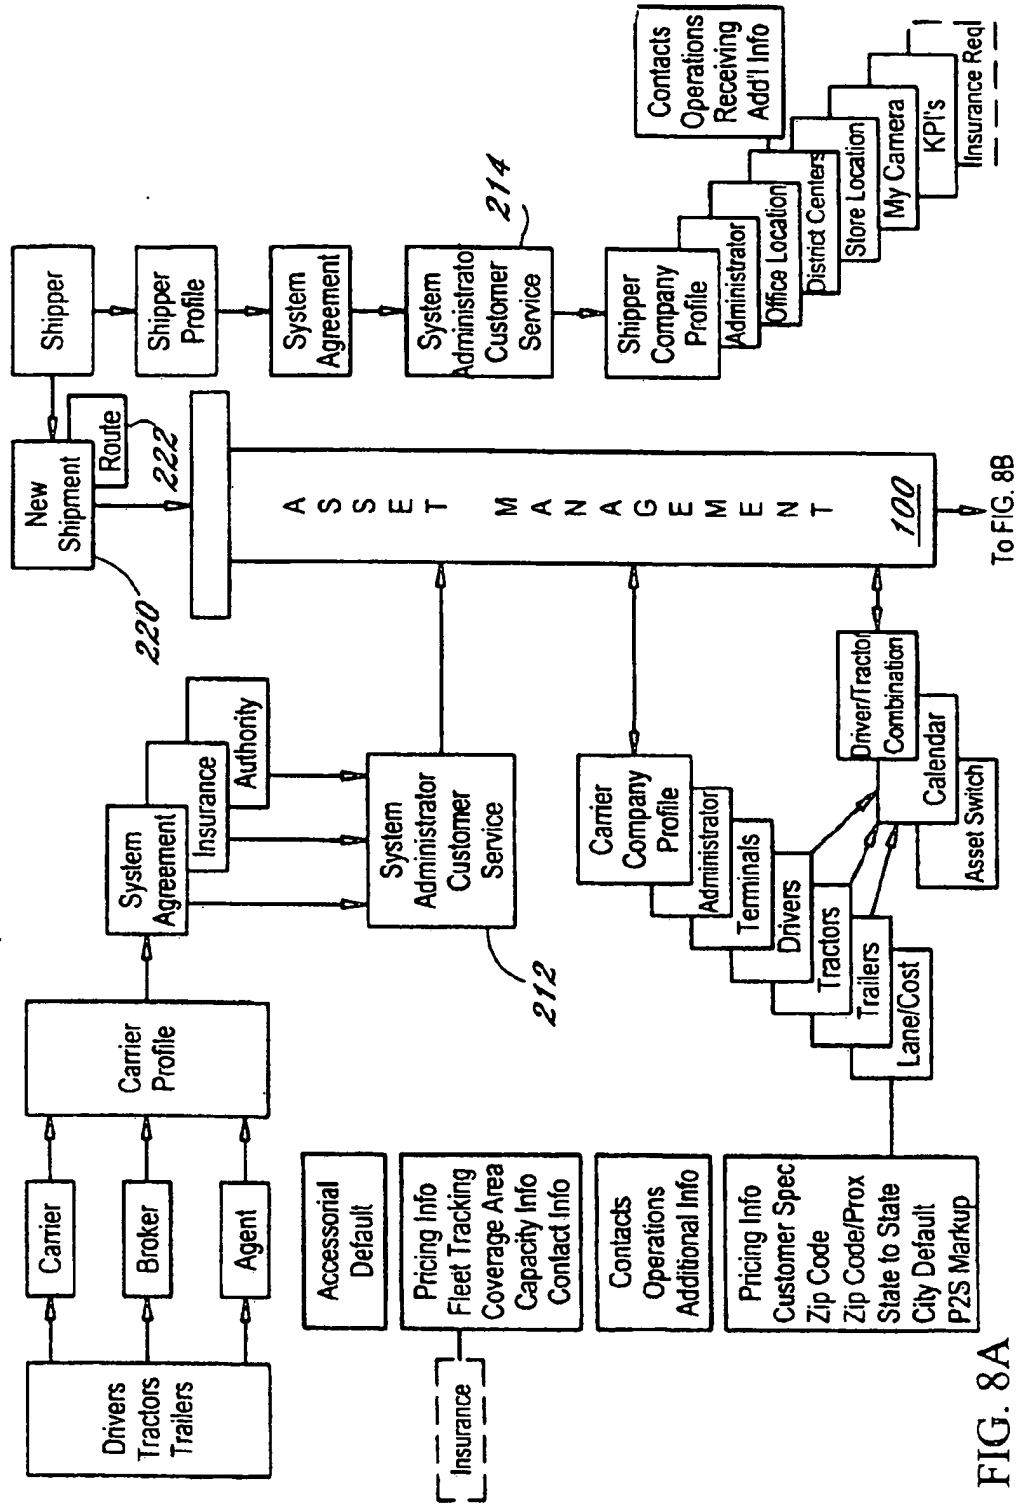 Drivers
Tractors
Trailers
Carrier
Broker
Agent
Carrier
Profile
System
Agreement
Insurance
Authority
System
Administrator
Customer
Service
212
220
New
Shipment
Route
222
Shipper
Shipper
Profile
System
Agreement
System
Administrator
Customer
Service
214
Shipper
Company
Profile
Administrator
Office Location
District Centers
Store Location
My Camera
KPI's
Insurance Req
Contacts
Operations
Receiving
Add'l Info
ASSET MANAGEMENT
100
To FIG. 8B
Insurance
Accessorial
Default
Pricing Info
Fleet Tracking
Coverage Area
Capacity Info
Contact Info
Contacts
Operations
Additional Info
Pricing Info
Customer Spec
Zip Code
Zip Code/Prox
State to State
City Default
P2S Markup
Carrier
Company
Profile
Administrator
Terminals
Drivers
Tractors
Trailers
Lane/Cost
Driver/Tractor
Combination
Calendar
Asset Switch
FIG. 8A